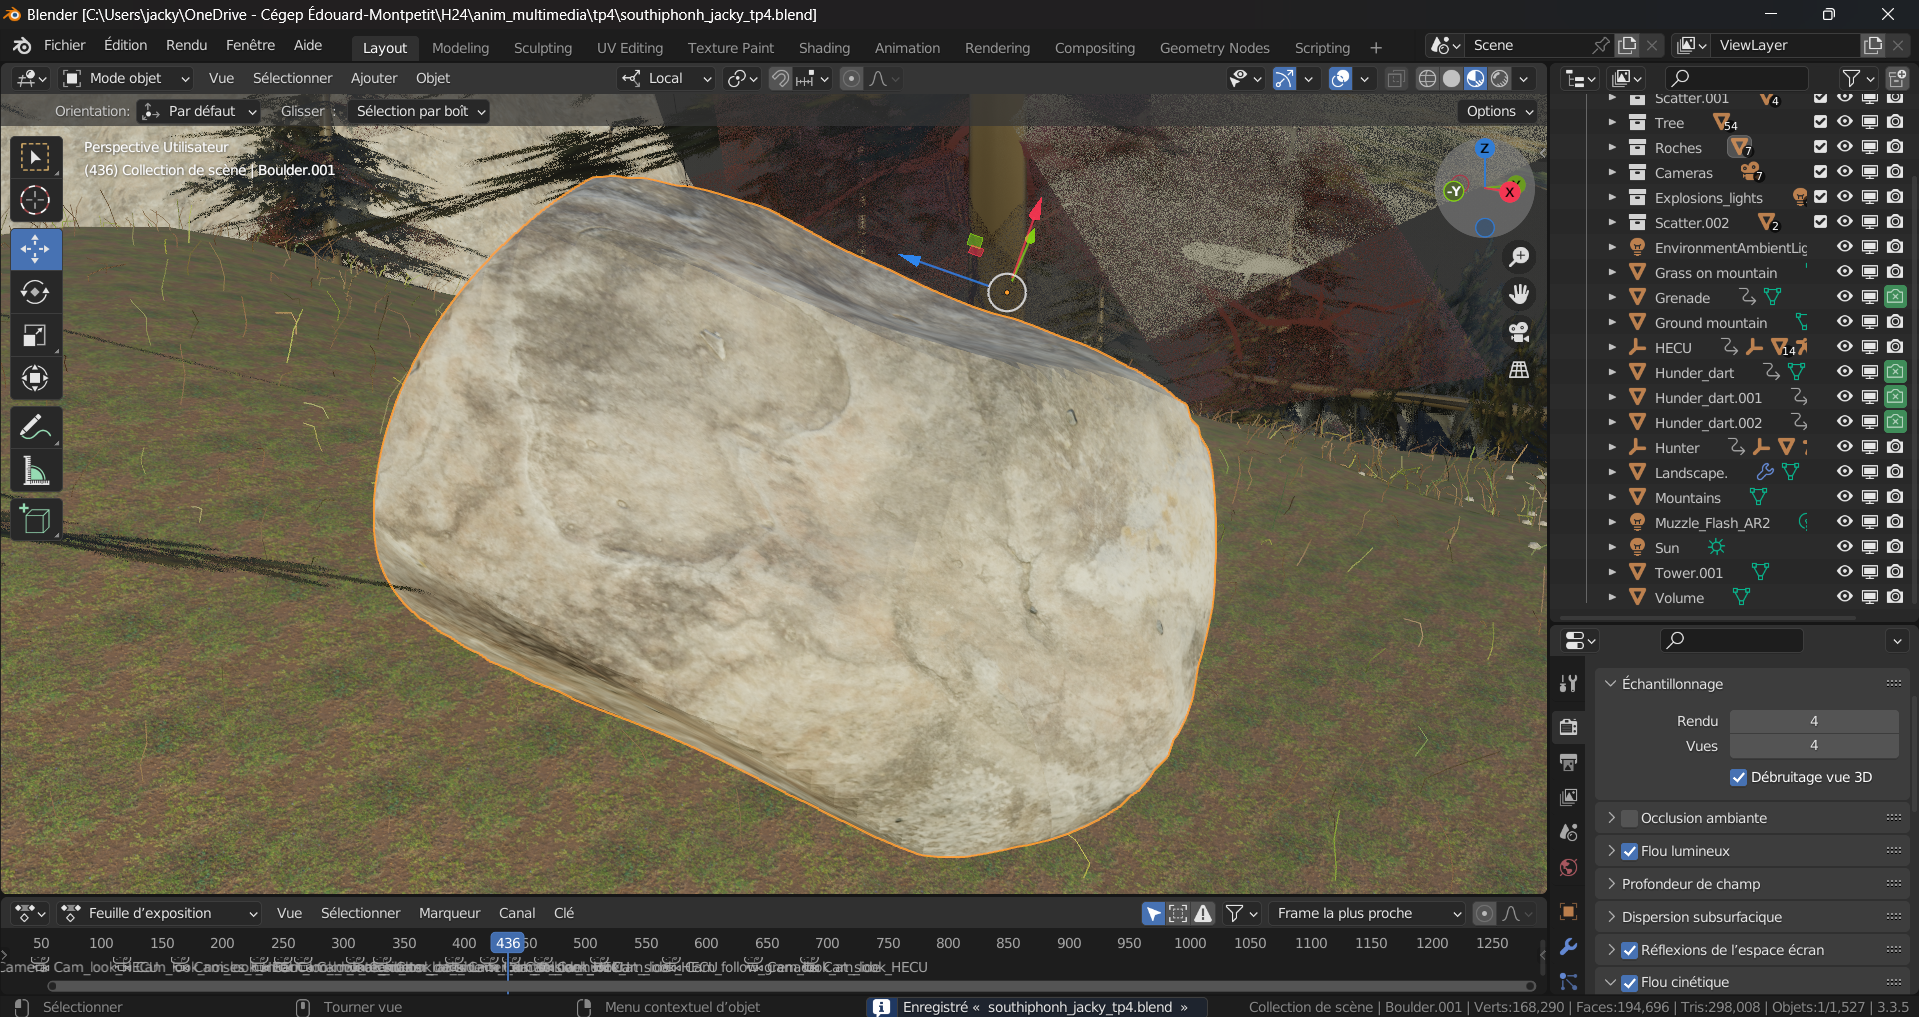 Blender [C:\Users\jacky\OneDrive - Cégep Édouard-Montpetit\H24\anim_multimedia\tp4\southiphonh_jacky_tp4.blend]
Fichier Édition Rendu Fenêtre Aide Layout Modeling Sculpting UV Editing Texture Paint Shading Animation Rendering Compositing Geometry Nodes Scripting + Scene ViewLayer
Mode objet Vue Sélectionner Ajouter Objet Local
Orientation: Par défaut Glisser : Sélection par boît Options
Perspective Utilisateur
(436) Collection de scène | Boulder.001
Z
-Y X
Scatter.001 4
Tree 54
Roches 7
Cameras 7
Explosions_lights
Scatter.002 2
EnvironmentAmbientLig
Grass on mountain
Grenade
Ground mountain
HECU 14
Hunder_dart
Hunder_dart.001
Hunder_dart.002
Hunter
Landscape.
Mountains
Muzzle_Flash_AR2
Sun
Tower.001
Volume
Échantillonnage
Rendu 4
Vues 4
Débruitage vue 3D
Occlusion ambiante
Flou lumineux
Profondeur de champ
Dispersion subsurfacique
Réflexions de l'espace écran
Flou cinétique
Feuille d'exposition Vue Sélectionner Marqueur Canal Clé Frame la plus proche
50 100 150 200 250 300 350 400 436 500 550 600 650 700 750 800 850 900 950 1000 1050 1100 1150 1200 1250
Sélectionner Tourner vue Menu contextuel d'objet Enregistré « southiphonh_jacky_tp4.blend » Collection de scène | Boulder.001 | Verts:168,290 | Faces:194,696 | Tris:298,008 | Objets:1/1,527 | 3.3.5